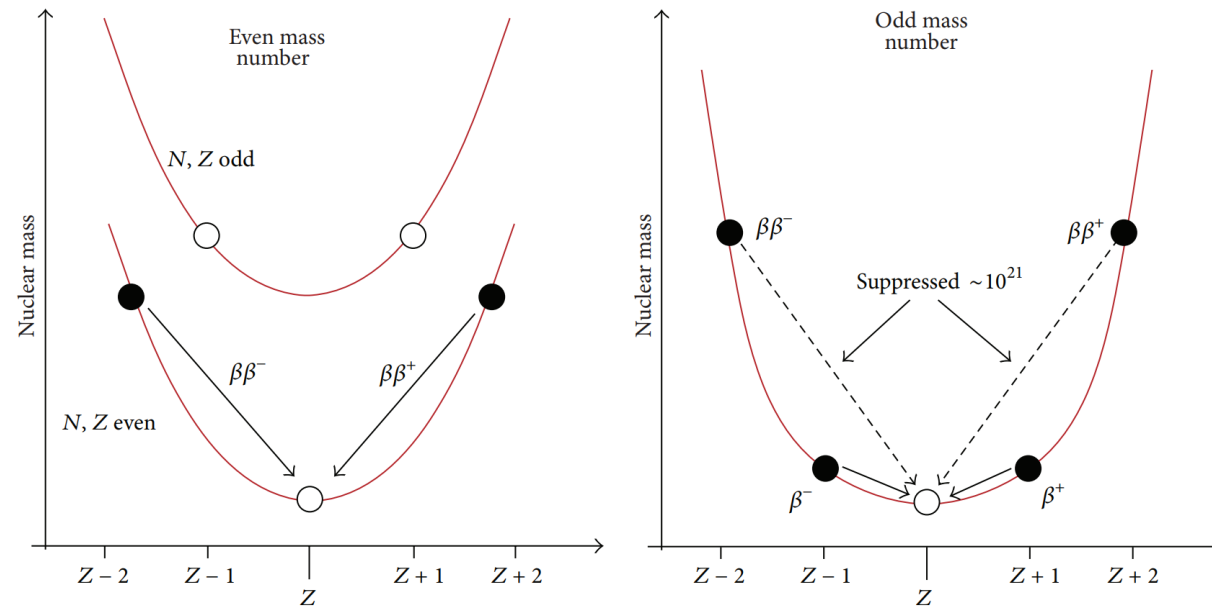 Even mass
number
N, Z odd
Nuclear mass
ββ⁻
ββ⁺
N, Z even
Z − 2
Z − 1
Z
Z + 1
Z + 2
Odd mass
number
ββ⁻
ββ⁺
Suppressed ~10²¹
Nuclear mass
β⁻
β⁺
Z − 2
Z − 1
Z
Z + 1
Z + 2